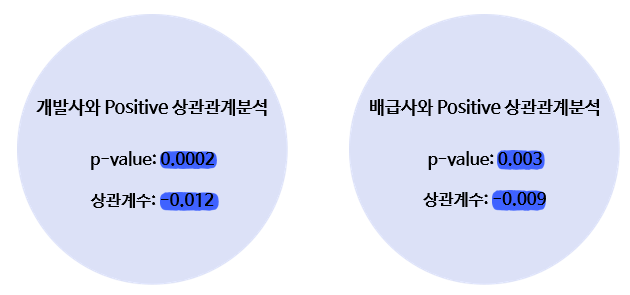 개발사와 Positive 상관관계분석
p-value: 0.0002
상관계수: -0.012
배급사와 Positive 상관관계분석
p-value: 0.003
상관계수: -0.009